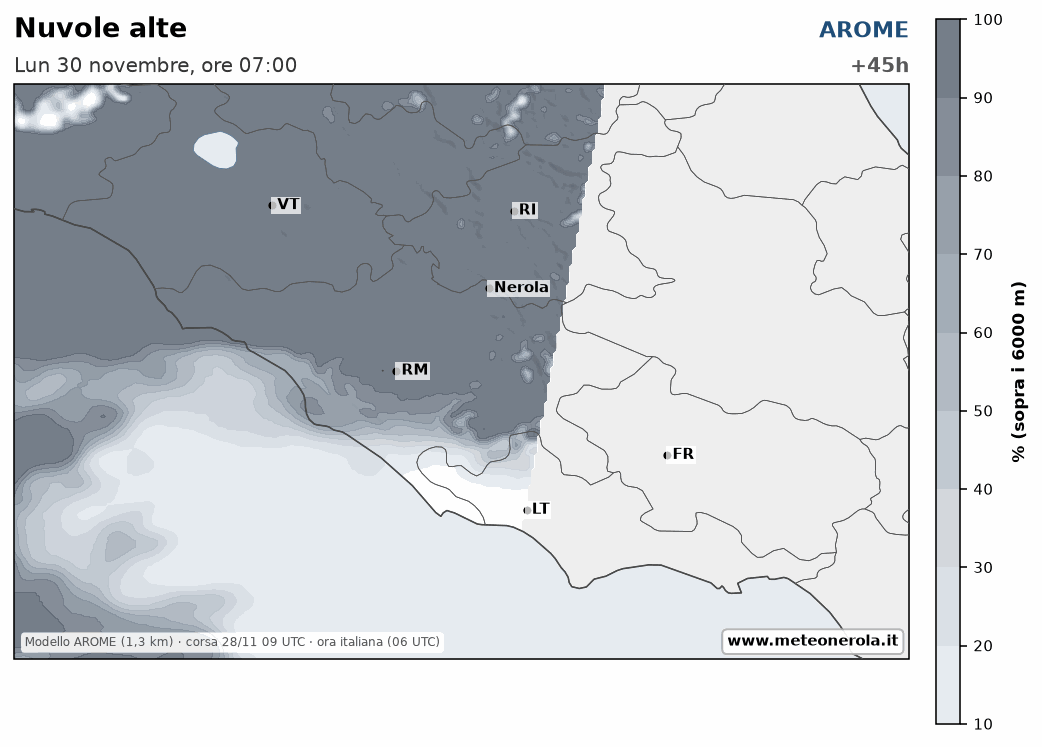 Nuvole alte
AROME
Lun 30 novembre, ore 07:00
+45h
100
90
80
70
60
50
40
30
20
10
% (sopra i 6000 m)
VT
RI
Nerola
RM
FR
LT
Modello AROME (1,3 km) · corsa 28/11 09 UTC · ora italiana (06 UTC)
www.meteonerola.it